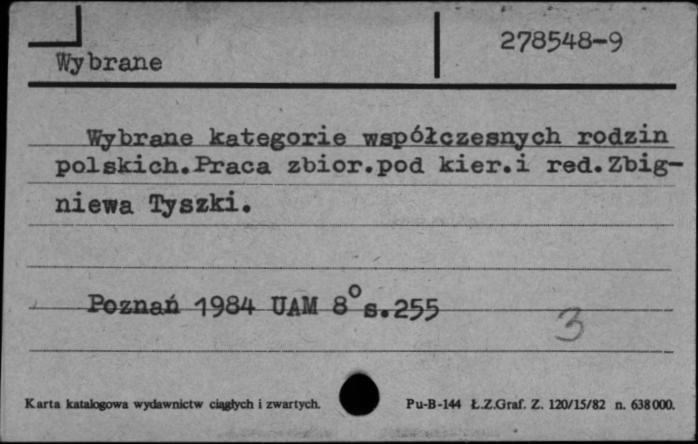 278548-9
Wybrane
Wybrane kategorie współczesnych rodzin
polskich.Praca zbior.pod kier.i red.Zbig-
niewa Tyszki.
Poznań 1984 UAM 8° s.255
3
Karta katalogowa wydawnictw ciągłych i zwartych.
Pu-B-144 Ł.Z.Graf. Z. 120/15/82 n. 638000.